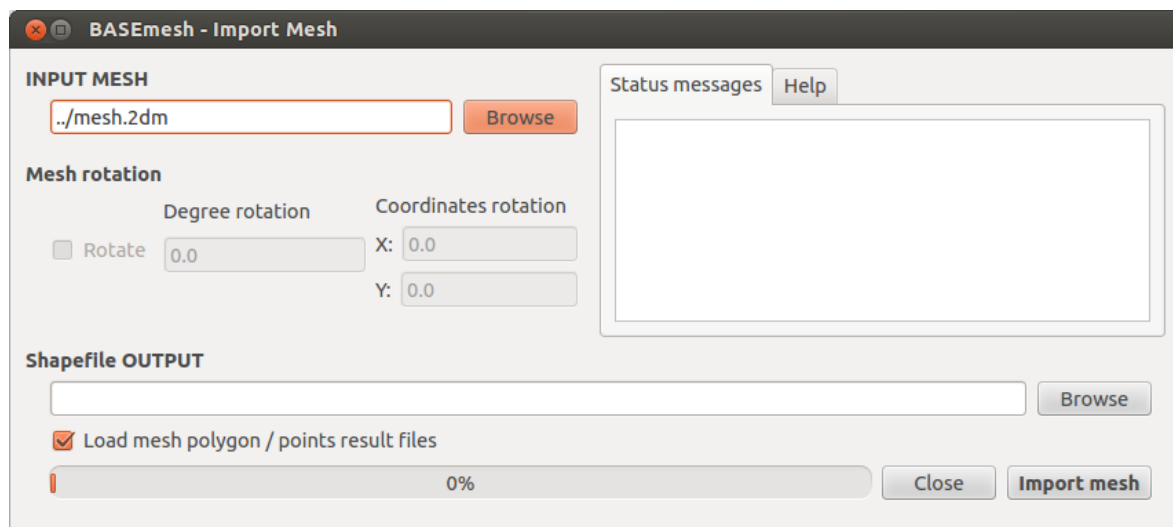 BASEmesh - Import Mesh
INPUT MESH
../mesh.2dm
Browse
Status messages
Help
Mesh rotation
Degree rotation
Coordinates rotation
Rotate
0.0
X: 0.0
Y: 0.0
Shapefile OUTPUT
Browse
Load mesh polygon / points result files
0%
Close
Import mesh